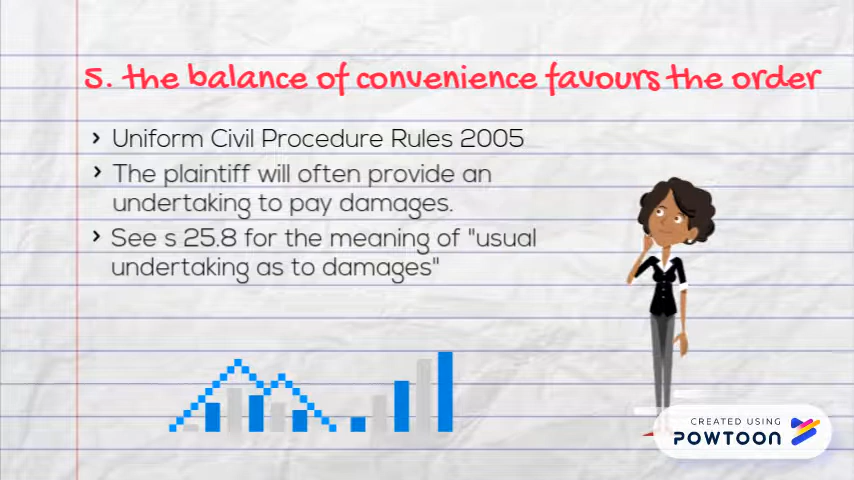 5. the balance of convenience favours the order
Uniform Civil Procedure Rules 2005
The plaintiff will often provide an
undertaking to pay damages.
See s 25.8 for the meaning of "usual
undertaking as to damages"
CREATED USING
POWTOON